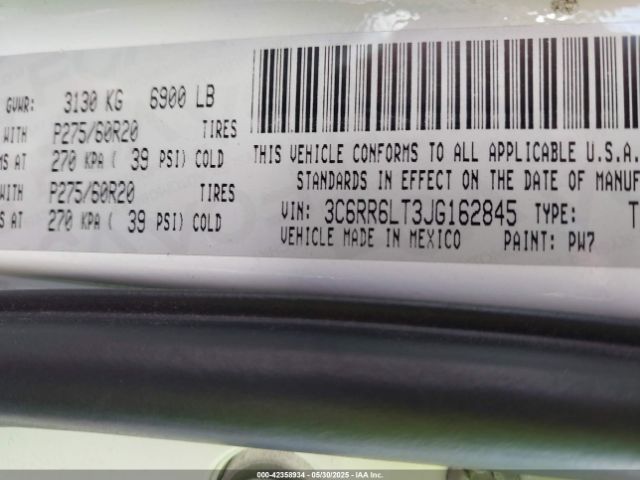 GVWR: 3130 KG 6900 LB
WITH P275/60R20 TIRES
MS AT 270 KPA ( 39 PSI) COLD
WITH P275/60R20 TIRES
AT 270 KPA ( 39 PSI) COLD
THIS VEHICLE CONFORMS TO ALL APPLICABLE U.S.A.
STANDARDS IN EFFECT ON THE DATE OF MANUF
VIN: 3C6RR6LT3JG162845 TYPE: T
VEHICLE MADE IN MEXICO PAINT: PW7
000-42358934 - 05/30/2025 - IAA Corp.